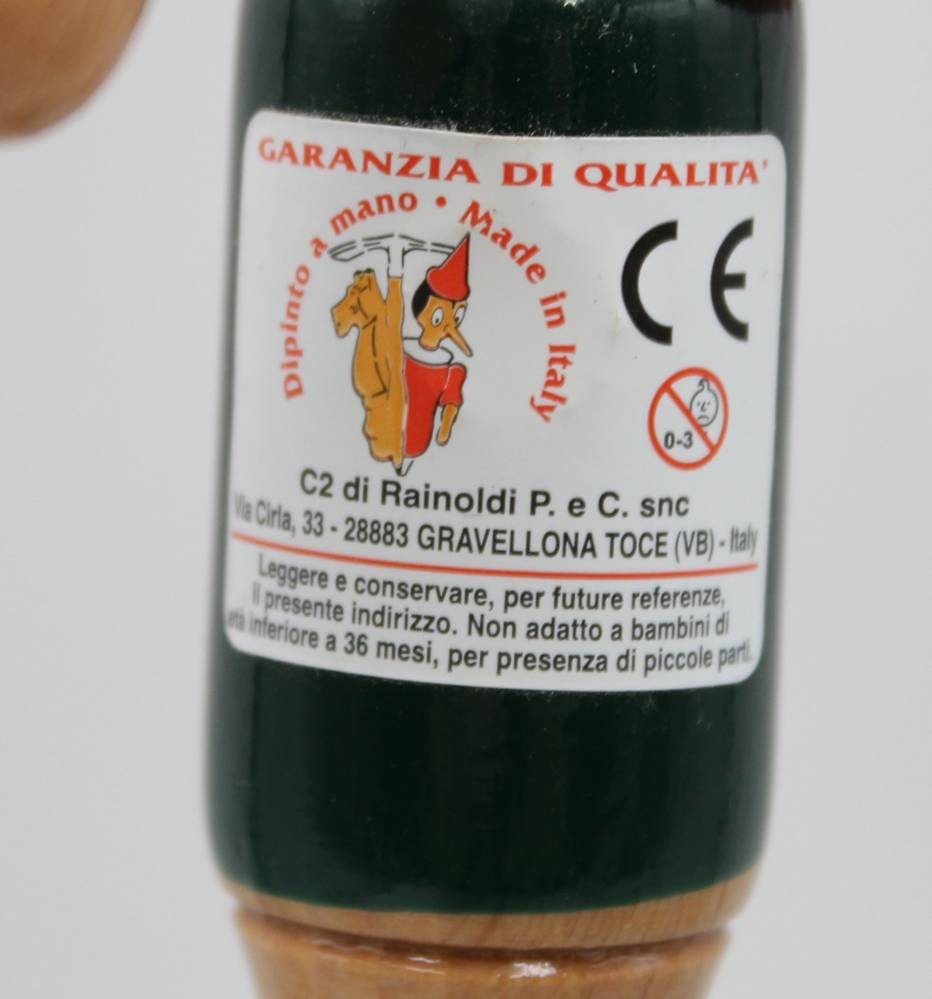 GARANZIA DI QUALITA'
Dipinto a mano • Made in Italy
CE
0-3
C2 di Rainoldi P. e C. snc
Via Cirla, 33 - 28883 GRAVELLONA TOCE (VB) - Italy
Leggere e conservare, per future referenze,
il presente indirizzo. Non adatto a bambini di
età inferiore a 36 mesi, per presenza di piccole parti.